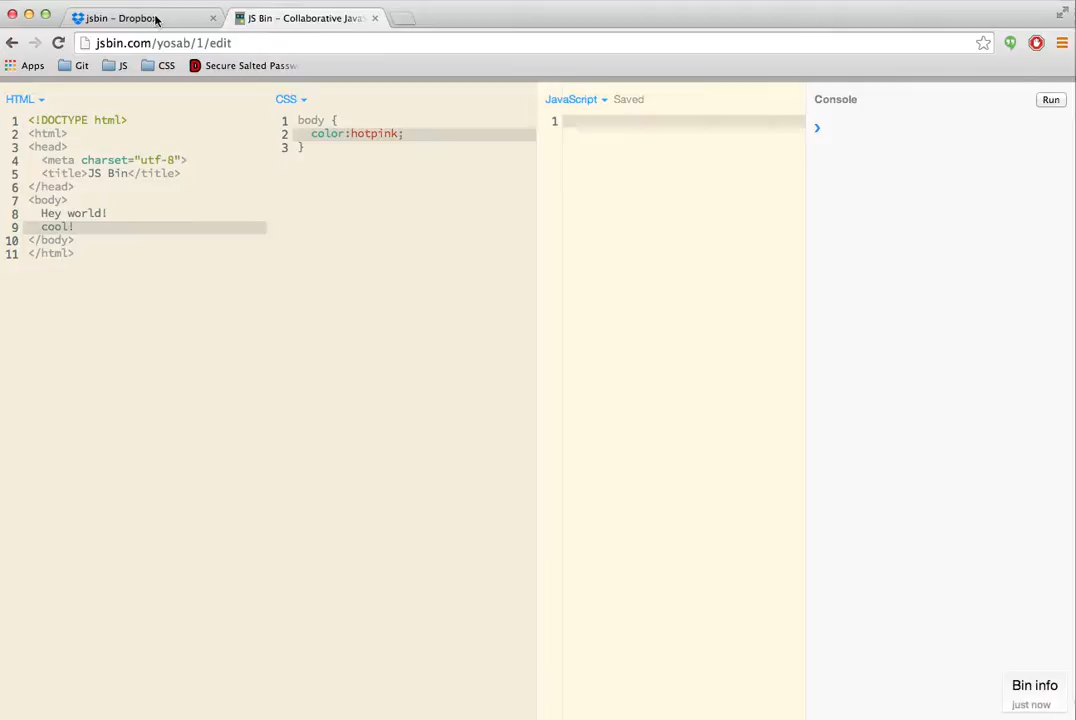 jsbin – Dropbox
JS Bin – Collaborative JavaS
jsbin.com/yosab/1/edit
Apps Git JS CSS Secure Salted Passw
HTML
1 <!DOCTYPE html>
2 <html>
3 <head>
4 <meta charset="utf-8">
5 <title>JS Bin</title>
6 </head>
7 <body>
8 Hey world!
9 cool!
10 </body>
11 </html>
CSS
1 body {
2 color:hotpink;
3 }
JavaScript Saved
1
Console Run
Bin info
just now